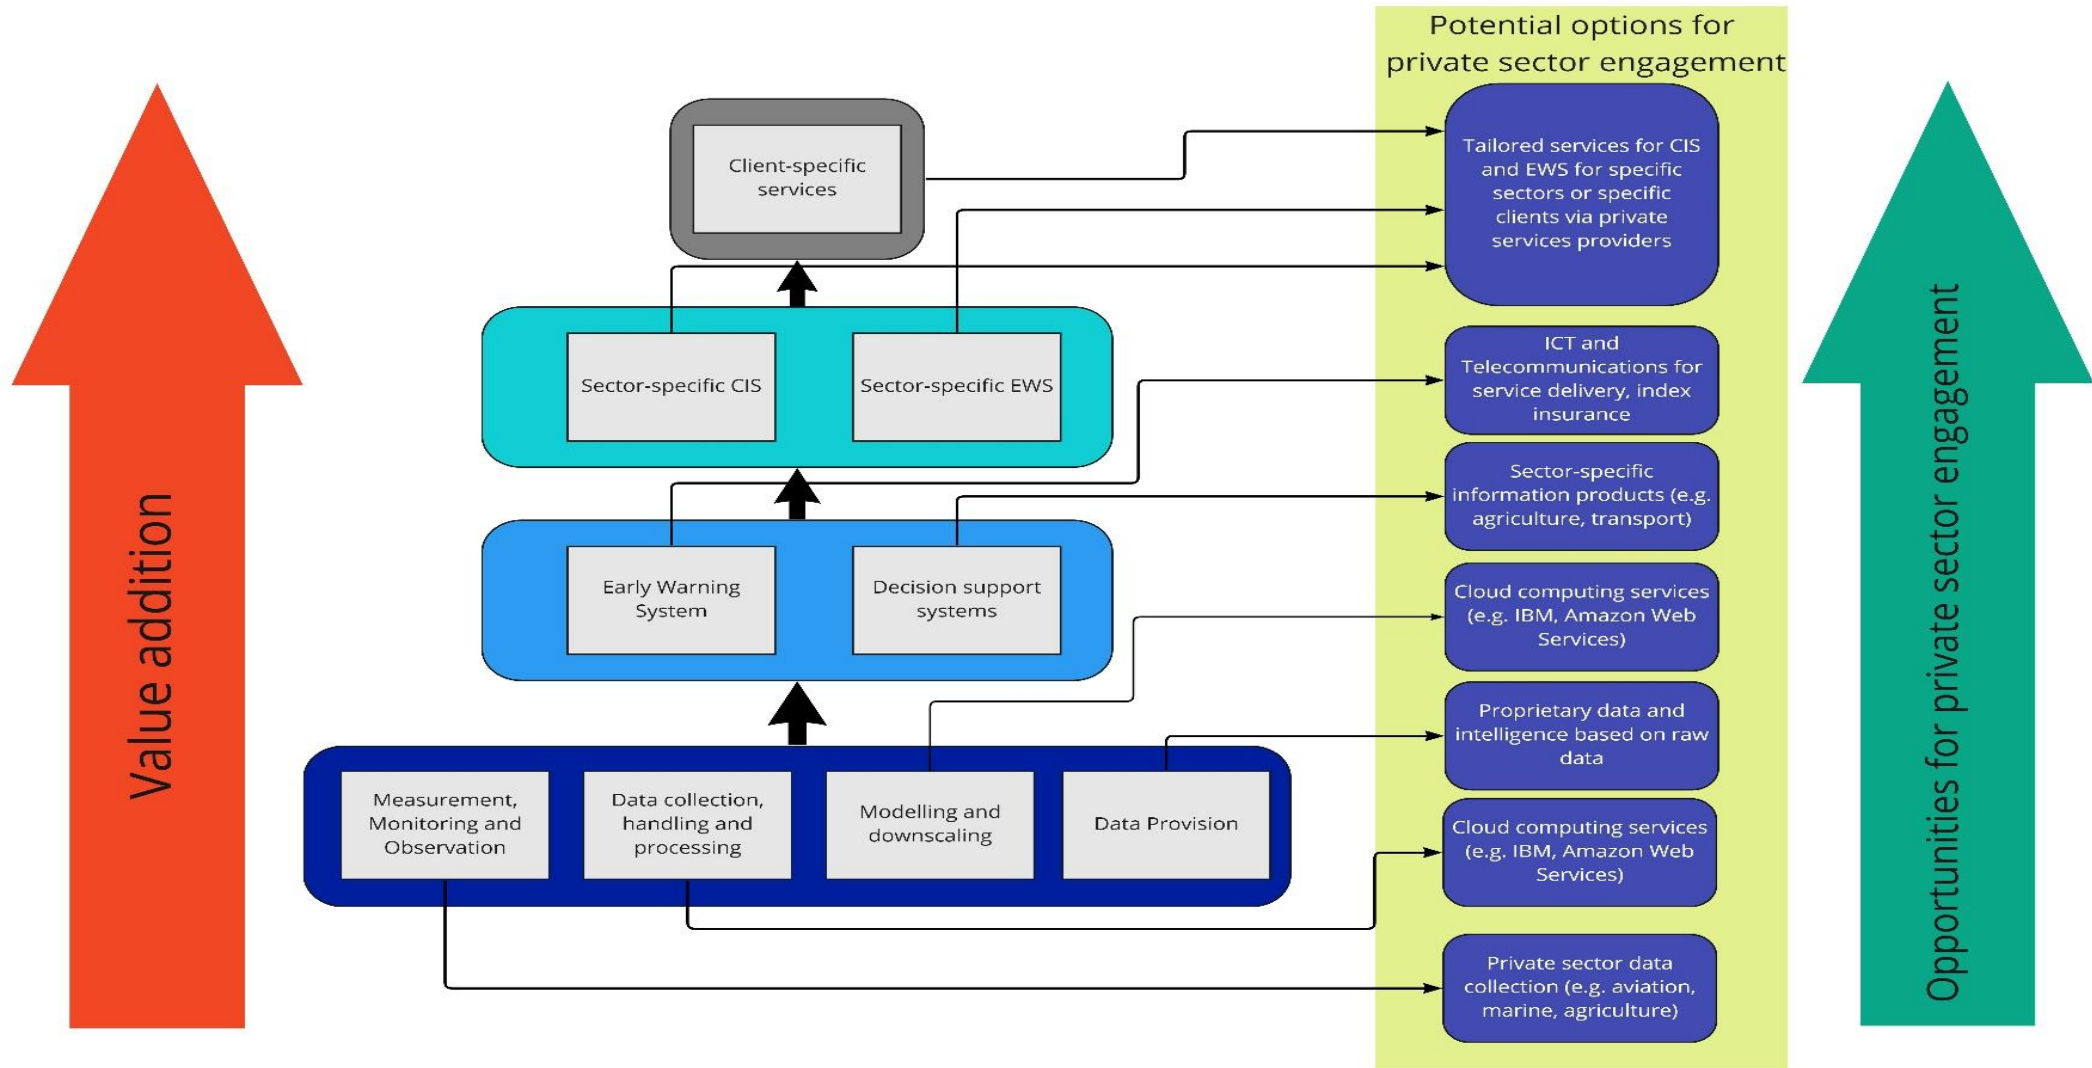 Potential options for
private sector engagement
Value addition
Client-specific
services
Tailored services for CIS
and EWS for specific
sectors or specific
clients via private
services providers
Sector-specific CIS
Sector-specific EWS
ICT and
Telecommunications for
service delivery, index
insurance
Sector-specific
information products (e.g.
agriculture, transport)
Early Warning
System
Decision support
systems
Cloud computing services
(e.g. IBM, Amazon Web
Services)
Proprietary data and
intelligence based on raw
data
Measurement,
Monitoring and
Observation
Data collection,
handling and
processing
Modelling and
downscaling
Data Provision
Cloud computing services
(e.g. IBM, Amazon Web
Services)
Private sector data
collection (e.g. aviation,
marine, agriculture)
Opportunities for private sector engagement